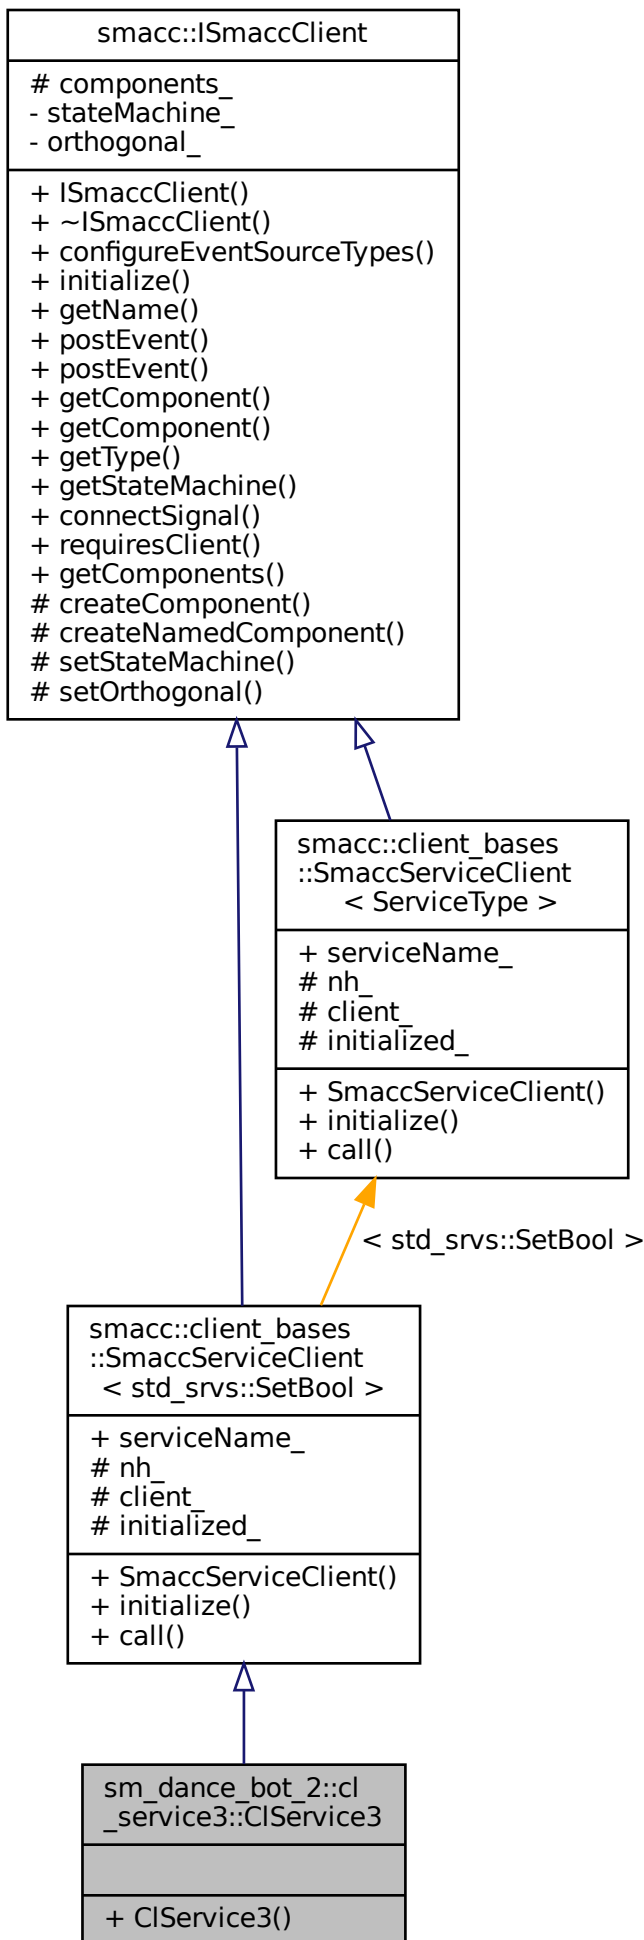 smacc::ISmaccClient
# components_
- stateMachine_
- orthogonal_
+ ISmaccClient()
+ ~ISmaccClient()
+ configureEventSourceTypes()
+ initialize()
+ getName()
+ postEvent()
+ postEvent()
+ getComponent()
+ getComponent()
+ getType()
+ getStateMachine()
+ connectSignal()
+ requiresClient()
+ getComponents()
# createComponent()
# createNamedComponent()
# setStateMachine()
# setOrthogonal()
smacc::client_bases
::SmaccServiceClient
< ServiceType >
+ serviceName_
# nh_
# client_
# initialized_
+ SmaccServiceClient()
+ initialize()
+ call()
< std_srvs::SetBool >
smacc::client_bases
::SmaccServiceClient
< std_srvs::SetBool >
+ serviceName_
# nh_
# client_
# initialized_
+ SmaccServiceClient()
+ initialize()
+ call()
sm_dance_bot_2::cl
_service3::ClService3
+ ClService3()